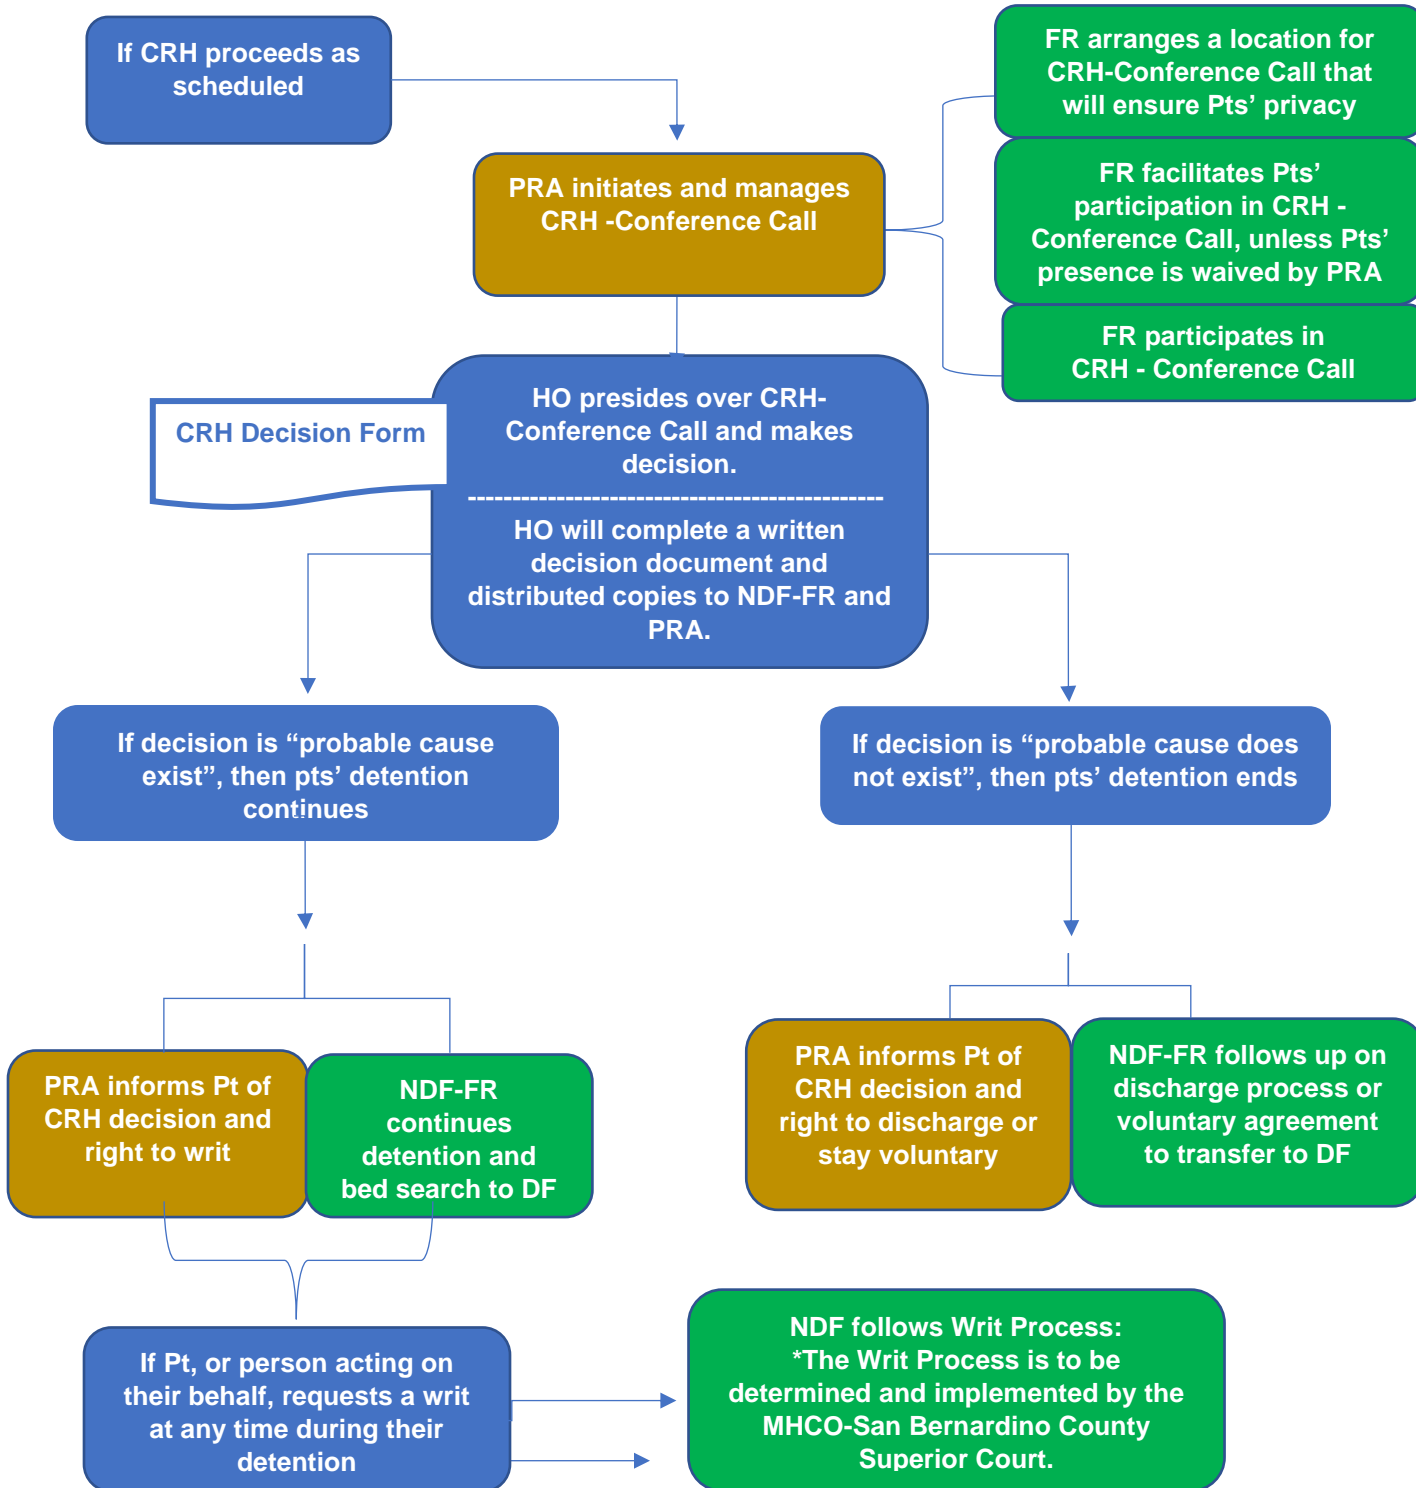 If CRH proceeds as
scheduled
FR arranges a location for
CRH-Conference Call that
will ensure Pts’ privacy
PRA initiates and manages
CRH -Conference Call
FR facilitates Pts’
participation in CRH -
Conference Call, unless Pts’
presence is waived by PRA
FR participates in
CRH - Conference Call
CRH Decision Form
HO presides over CRH-
Conference Call and makes
decision.
----------------------------------------------
HO will complete a written
decision document and
distributed copies to NDF-FR and
PRA.
If decision is “probable cause
exist”, then pts’ detention
continues
If decision is “probable cause does
not exist”, then pts’ detention ends
PRA informs Pt of
CRH decision and
right to writ
NDF-FR
continues
detention and
bed search to DF
PRA informs Pt of
CRH decision and
right to discharge or
stay voluntary
NDF-FR follows up on
discharge process or
voluntary agreement
to transfer to DF
If Pt, or person acting on
their behalf, requests a writ
at any time during their
detention
NDF follows Writ Process:
*The Writ Process is to be
determined and implemented by the
MHCO-San Bernardino County
Superior Court.